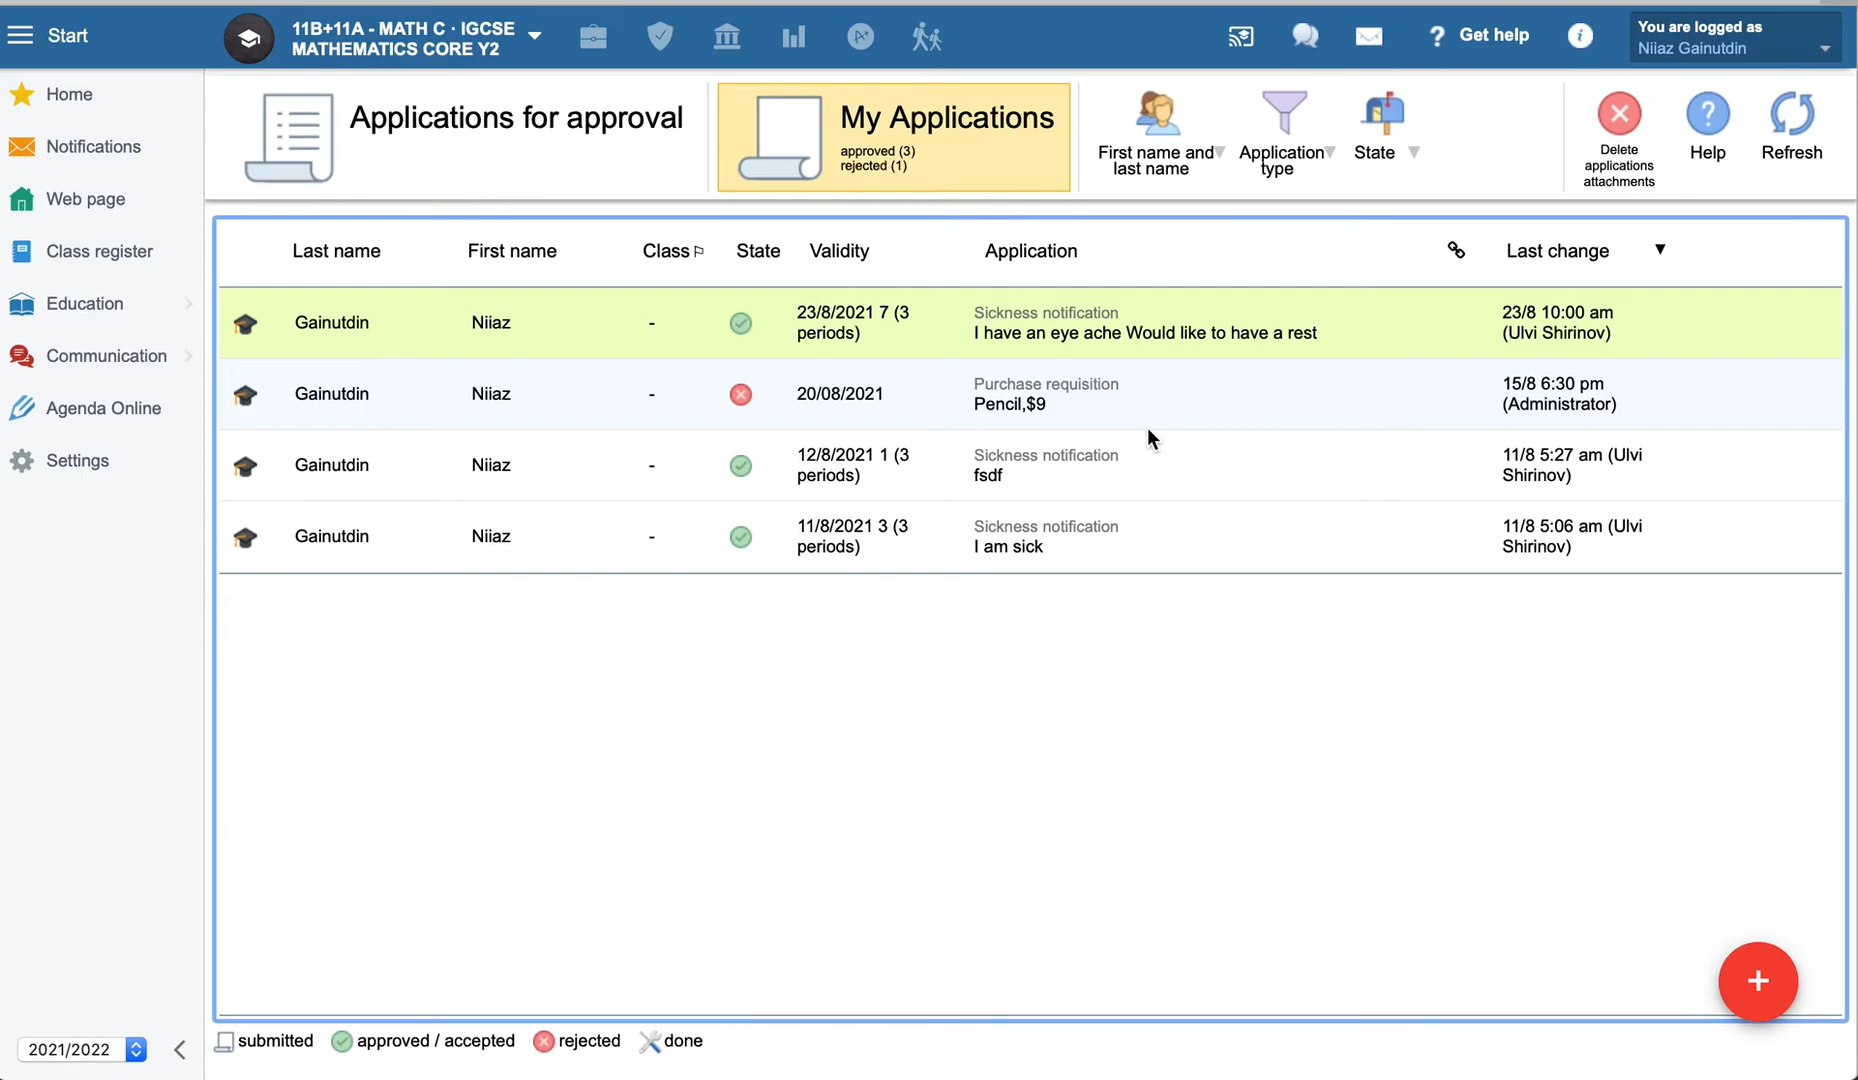 Start
11B+11A - MATH C · IGCSE
MATHEMATICS CORE Y2
? Get help
You are logged as
Niiaz Gainutdin
Home
Notifications
Web page
Class register
Education
Communication
Agenda Online
Settings
2021/2022
Applications for approval
My Applications
approved (3)
rejected (1)
First name and
last name
Application
type
State
Delete
applications
attachments
Help
Refresh
Last name First name Class State Validity Application Last change
Gainutdin Niiaz - 23/8/2021 7 (3 periods) Sickness notification 23/8 10:00 am
I have an eye ache Would like to have a rest (Ulvi Shirinov)
Gainutdin Niiaz - 20/08/2021 Purchase requisition 15/8 6:30 pm
Pencil,$9 (Administrator)
Gainutdin Niiaz - 12/8/2021 1 (3 periods) Sickness notification 11/8 5:27 am (Ulvi
fsdf Shirinov)
Gainutdin Niiaz - 11/8/2021 3 (3 periods) Sickness notification 11/8 5:06 am (Ulvi
I am sick Shirinov)
submitted approved / accepted rejected done